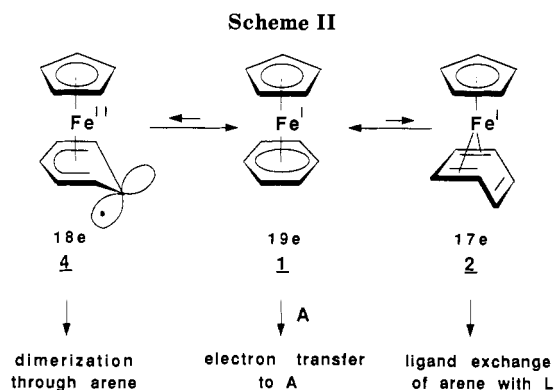 Scheme II
Fe II
Fe I
Fe I
18e
19e
17e
4
1
2
A
dimerization through arene
electron transfer to A
ligand exchange of arene with L